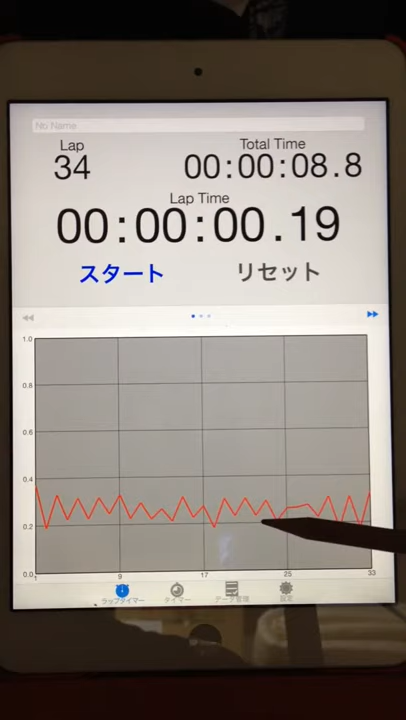 No Name
Lap
Total Time
34
00:00:08.8
Lap Time
00:00:00.19
スタート
リセット
1.0
0.8
0.6
0.4
0.2
0.0
1
9
17
25
33
ラップタイマー
タイマー
データ管理
設定